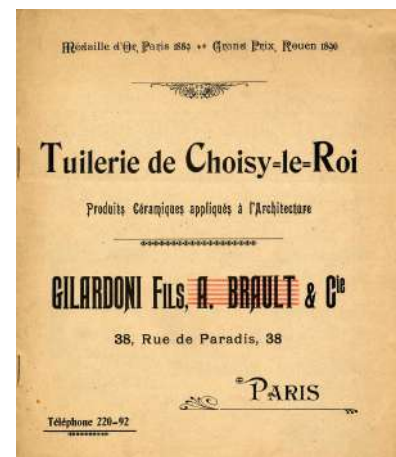 Médaille d'Or, Paris 1889 •• Grand Prix, Rouen 1896
Tuilerie de Choisy=le=Roi
Produits Céramiques appliqués à l'Architecture
GILARDONI FILS, A. BRAULT & Cie
38, Rue de Paradis, 38
PARIS
Téléphone 220-92